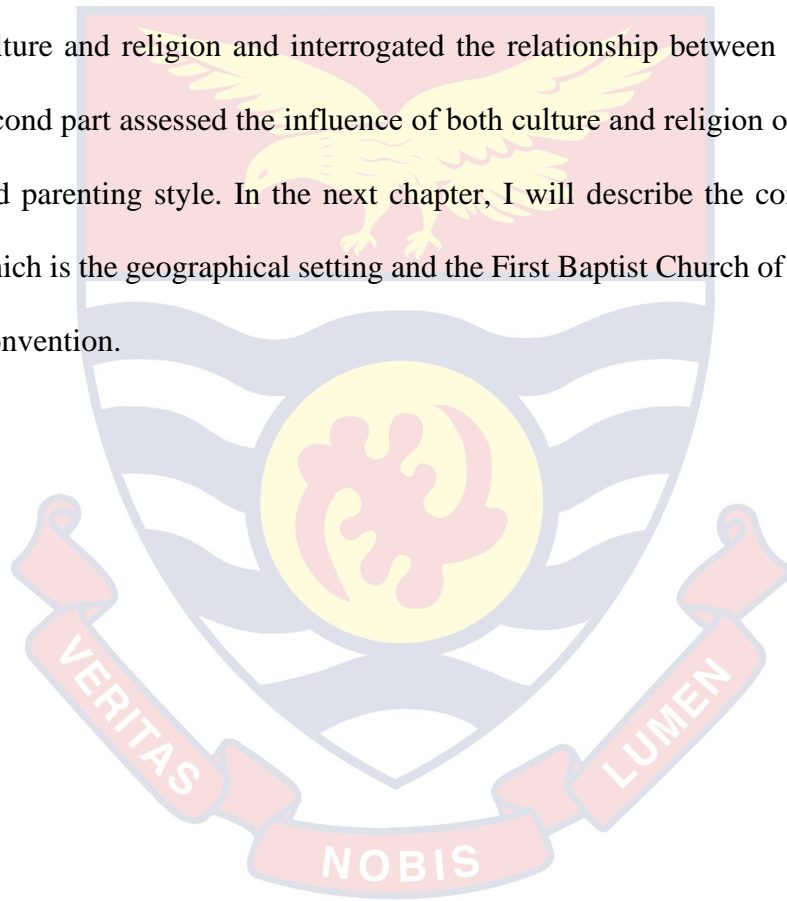 lture and religion and interrogated the relationship between
cond part assessed the influence of both culture and religion o
d parenting style. In the next chapter, I will describe the co
hich is the geographical setting and the First Baptist Church of
onvention.
VERITAS
NOBIS
LUMEN